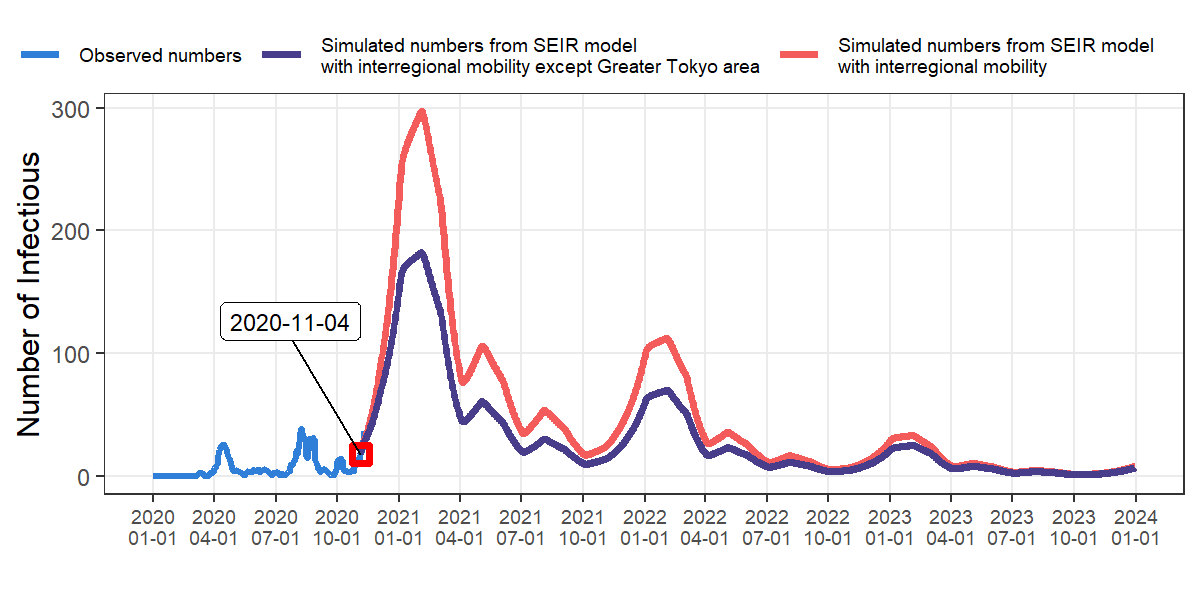 Observed numbers
Simulated numbers from SEIR model
with interregional mobility except Greater Tokyo area
Simulated numbers from SEIR model
with interregional mobility
Number of Infectious
300
200
100
0
2020-11-04
2020 2020 2020 2020 2021 2021 2021 2021 2022 2022 2022 2022 2023 2023 2023 2023 2024
01-01 04-01 07-01 10-01 01-01 04-01 07-01 10-01 01-01 04-01 07-01 10-01 01-01 04-01 07-01 10-01 01-01